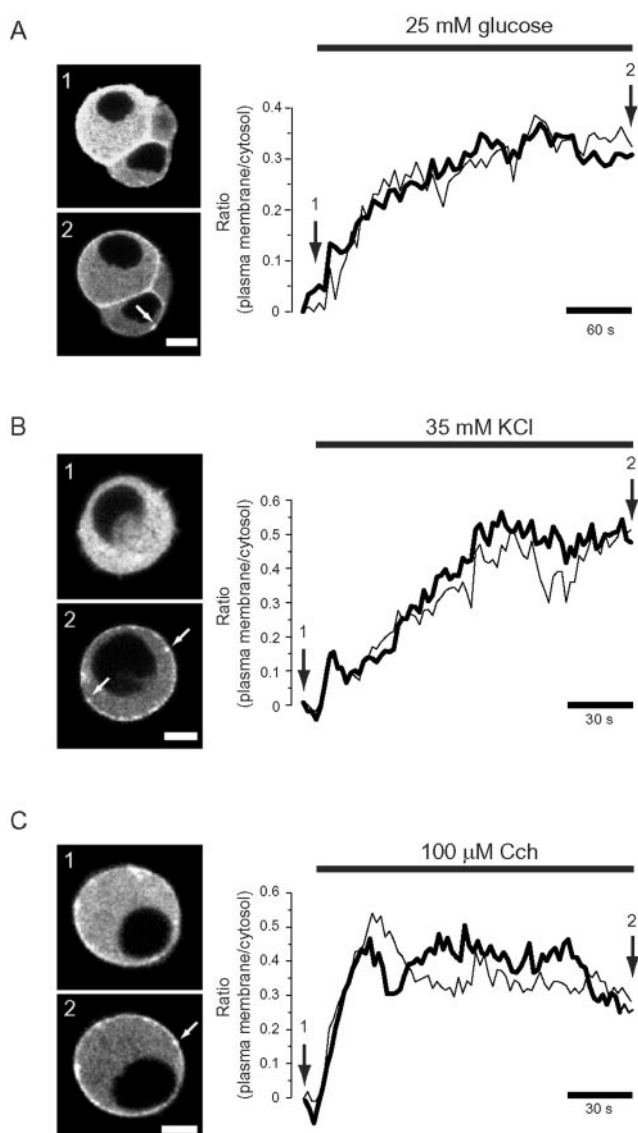 A
25 mM glucose
1
2
2
1
0.4
0.3
0.2
0.1
0
Ratio
(plasma membrane/cytosol)
60 s
B
35 mM KCl
1
2
2
1
0.6
0.5
0.4
0.3
0.2
0.1
0
Ratio
(plasma membrane/cytosol)
30 s
C
100 µM Cch
1
2
2
1
0.6
0.5
0.4
0.3
0.2
0.1
0
Ratio
(plasma membrane/cytosol)
30 s